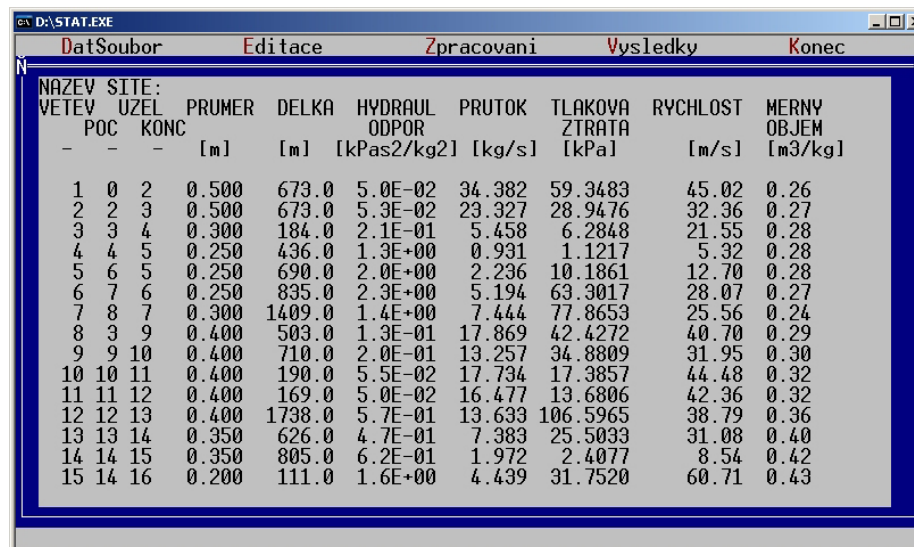 D:\STAT.EXE
DatSoubor Editace Zpracovani Vysledky Konec
NAZEV SITE:
VETEV UZEL PRUMER DELKA HYDRAUL PRUTOK TLAKOVA RYCHLOST MERNY
POC KONC ODPOR ZTRATA OBJEM
- - - [m] [m] [kPas2/kg2] [kg/s] [kPa] [m/s] [m3/kg]
1 0 2 0.500 673.0 5.0E-02 34.382 59.3483 45.02 0.26
2 2 3 0.500 673.0 5.3E-02 23.327 28.9476 32.36 0.27
3 3 4 0.300 184.0 2.1E-01 5.458 6.2848 21.55 0.28
4 4 5 0.250 436.0 1.3E+00 0.931 1.1217 5.32 0.28
5 6 5 0.250 690.0 2.0E+00 2.236 10.1861 12.70 0.28
6 7 6 0.250 835.0 2.3E+00 5.194 63.3017 28.07 0.27
7 8 7 0.300 1409.0 1.4E+00 7.444 77.8653 25.56 0.24
8 3 9 0.400 503.0 1.3E-01 17.869 42.4272 40.70 0.29
9 9 10 0.400 710.0 2.0E-01 13.257 34.8809 31.95 0.30
10 10 11 0.400 190.0 5.5E-02 17.734 17.3857 44.48 0.32
11 11 12 0.400 169.0 5.0E-02 16.477 13.6806 42.36 0.32
12 12 13 0.400 1738.0 5.7E-01 13.633 106.5965 38.79 0.36
13 13 14 0.350 626.0 4.7E-01 7.383 25.5033 31.08 0.40
14 14 15 0.350 805.0 6.2E-01 1.972 2.4077 8.54 0.42
15 14 16 0.200 111.0 1.6E+00 4.439 31.7520 60.71 0.43